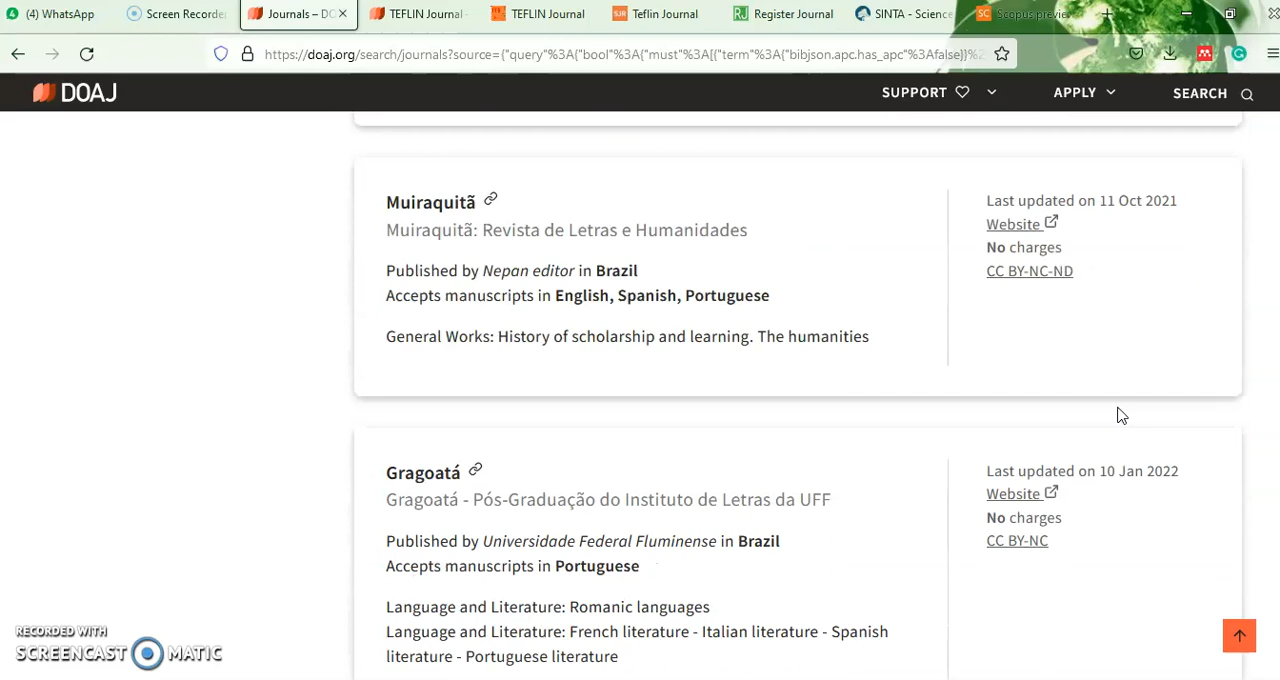 (4) WhatsApp
Screen Recorde
Journals – DO
TEFLIN Journal -
TEFLIN Journal
Teflin Journal
Register Journal
SINTA - Scienc
Scopus previe
https://doaj.org/search/journals?source={"query"%3A{"bool"%3A{"must"%3A[{"term"%3A{"bibjson.apc.has_apc"%3Afalse}}%2
DOAJ
SUPPORT
APPLY
SEARCH
Muiraquitã
Muiraquitã: Revista de Letras e Humanidades
Published by Nepan editor in Brazil
Accepts manuscripts in English, Spanish, Portuguese
General Works: History of scholarship and learning. The humanities
Last updated on 11 Oct 2021
Website
No charges
CC BY-NC-ND
Gragoatá
Gragoatá - Pós-Graduação do Instituto de Letras da UFF
Published by Universidade Federal Fluminense in Brazil
Accepts manuscripts in Portuguese
Language and Literature: Romanic languages
Language and Literature: French literature - Italian literature - Spanish
literature - Portuguese literature
Last updated on 10 Jan 2022
Website
No charges
CC BY-NC
RECORDED WITH
SCREENCAST MATIC